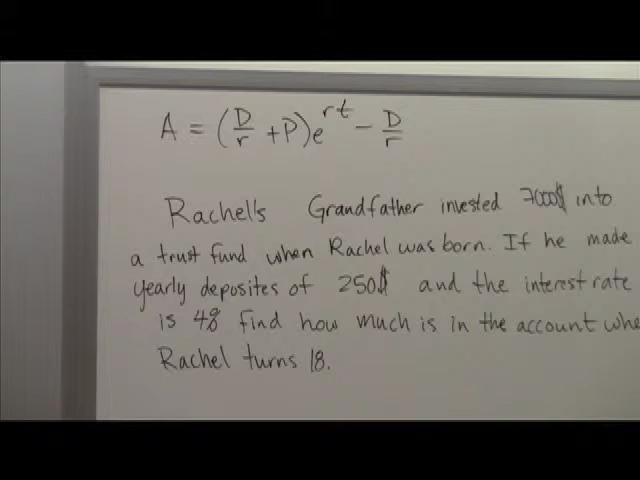 A = (D/r + P)e^rt - D/r
Rachell's Grandfather invested 7000$ into
a trust fund when Rachel was born. If he made
yearly deposites of 250$ and the interest rate
is 4% find how much is in the account whe
Rachel turns 18.